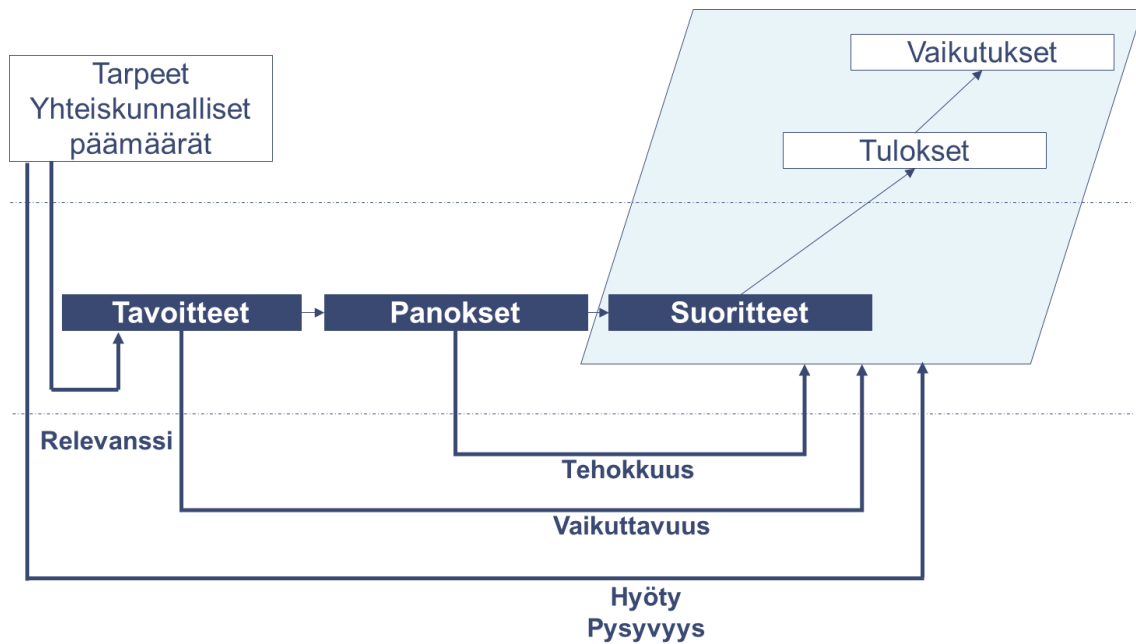 Vaikutukset
Tarpeet
Yhteiskunnalliset
päämäärät
Tulokset
Tavoitteet
Panokset
Suoritteet
Relevanssi
Tehokkuus
Vaikuttavuus
Hyöty
Pysyvyys